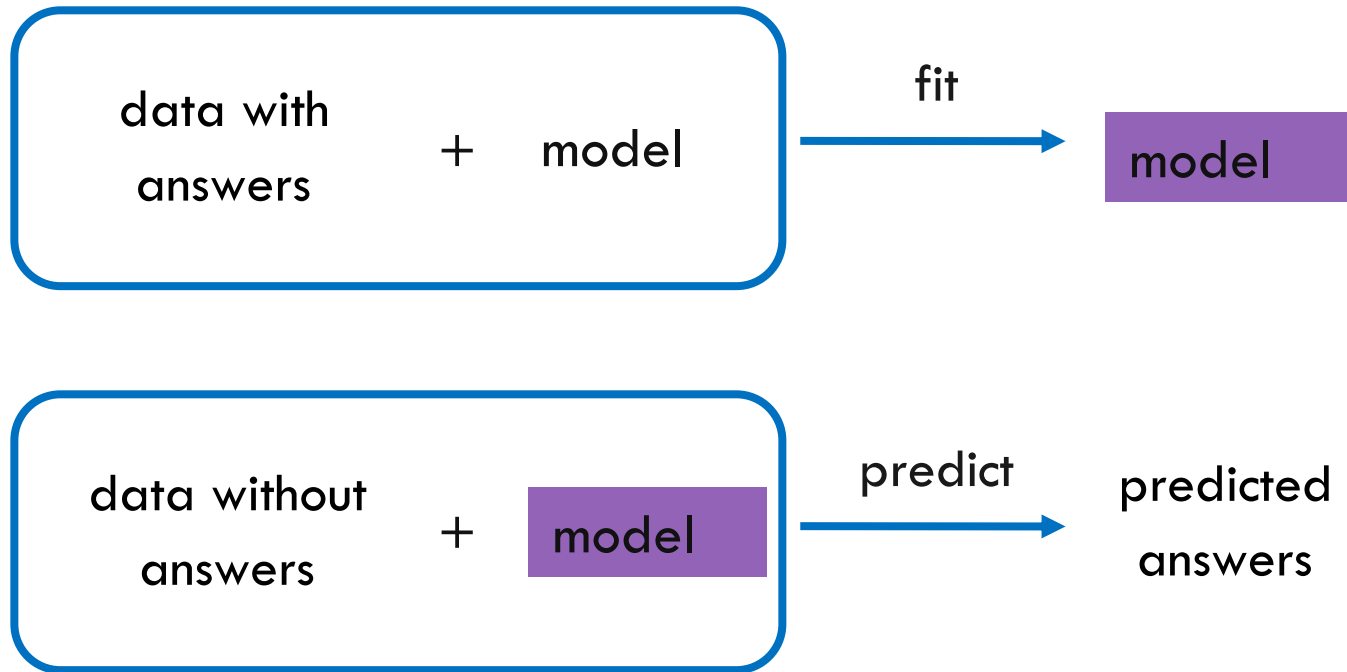 data with
answers
+
model
fit
model
data without
answers
+
model
predict
predicted
answers